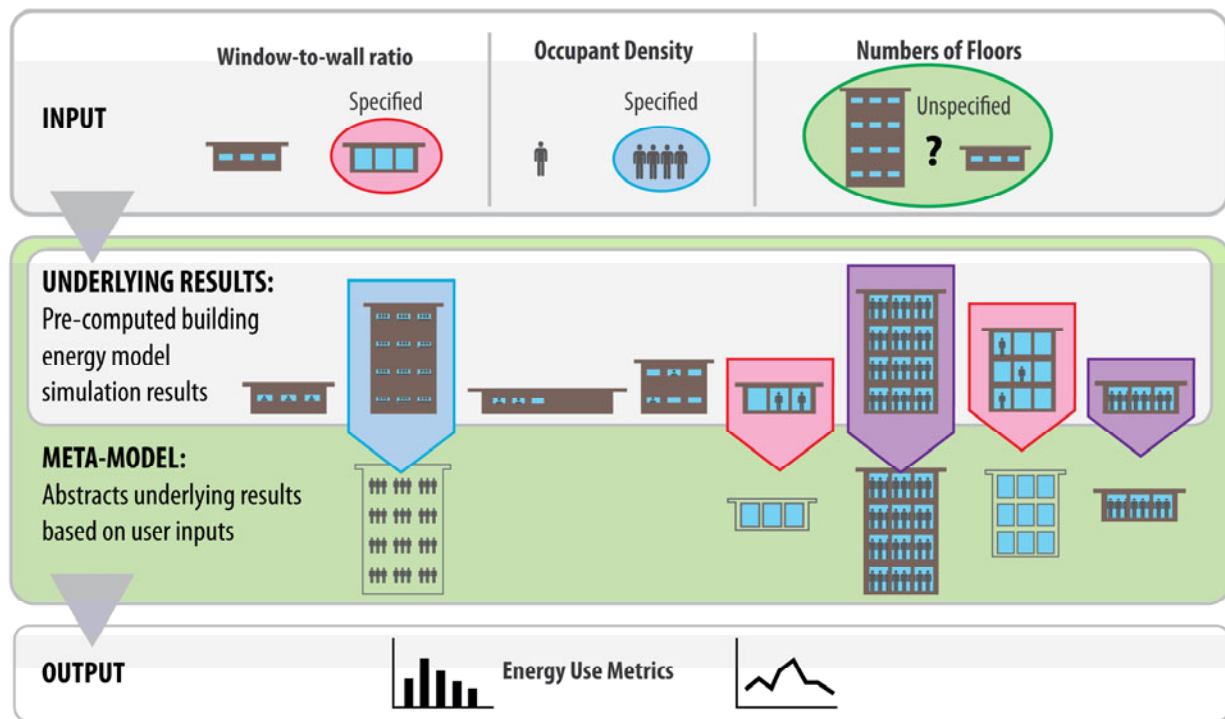 Window-to-wall ratio
Occupant Density
Numbers of Floors
INPUT
Specified
Specified
Unspecified
?
UNDERLYING RESULTS:
Pre-computed building
energy model
simulation results
META-MODEL:
Abstracts underlying results
based on user inputs
OUTPUT
Energy Use Metrics